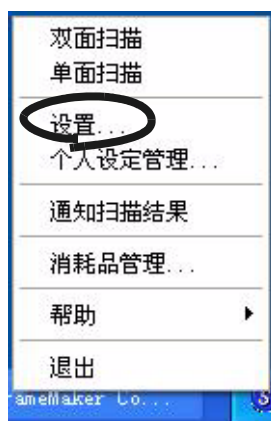 双面扫描
单面扫描
设置...
个人设定管理...
通知扫描结果
消耗品管理...
帮助
退出
ameMaker Co...
S